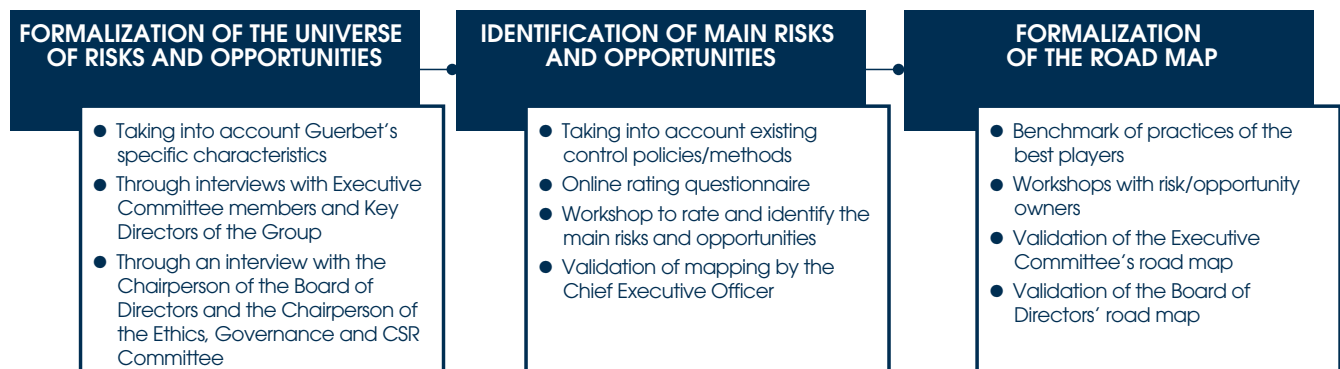 FORMALIZATION OF THE UNIVERSE
OF RISKS AND OPPORTUNITIES
● Taking into account Guerbet's
specific characteristics
● Through interviews with Executive
Committee members and Key
Directors of the Group
● Through an interview with the
Chairperson of the Board of
Directors and the Chairperson of
the Ethics, Governance and CSR
Committee
IDENTIFICATION OF MAIN RISKS
AND OPPORTUNITIES
● Taking into account existing
control policies/methods
● Online rating questionnaire
● Workshop to rate and identify the
main risks and opportunities
● Validation of mapping by the
Chief Executive Officer
FORMALIZATION
OF THE ROAD MAP
● Benchmark of practices of the
best players
● Workshops with risk/opportunity
owners
● Validation of the Executive
Committee's road map
● Validation of the Board of
Directors' road map